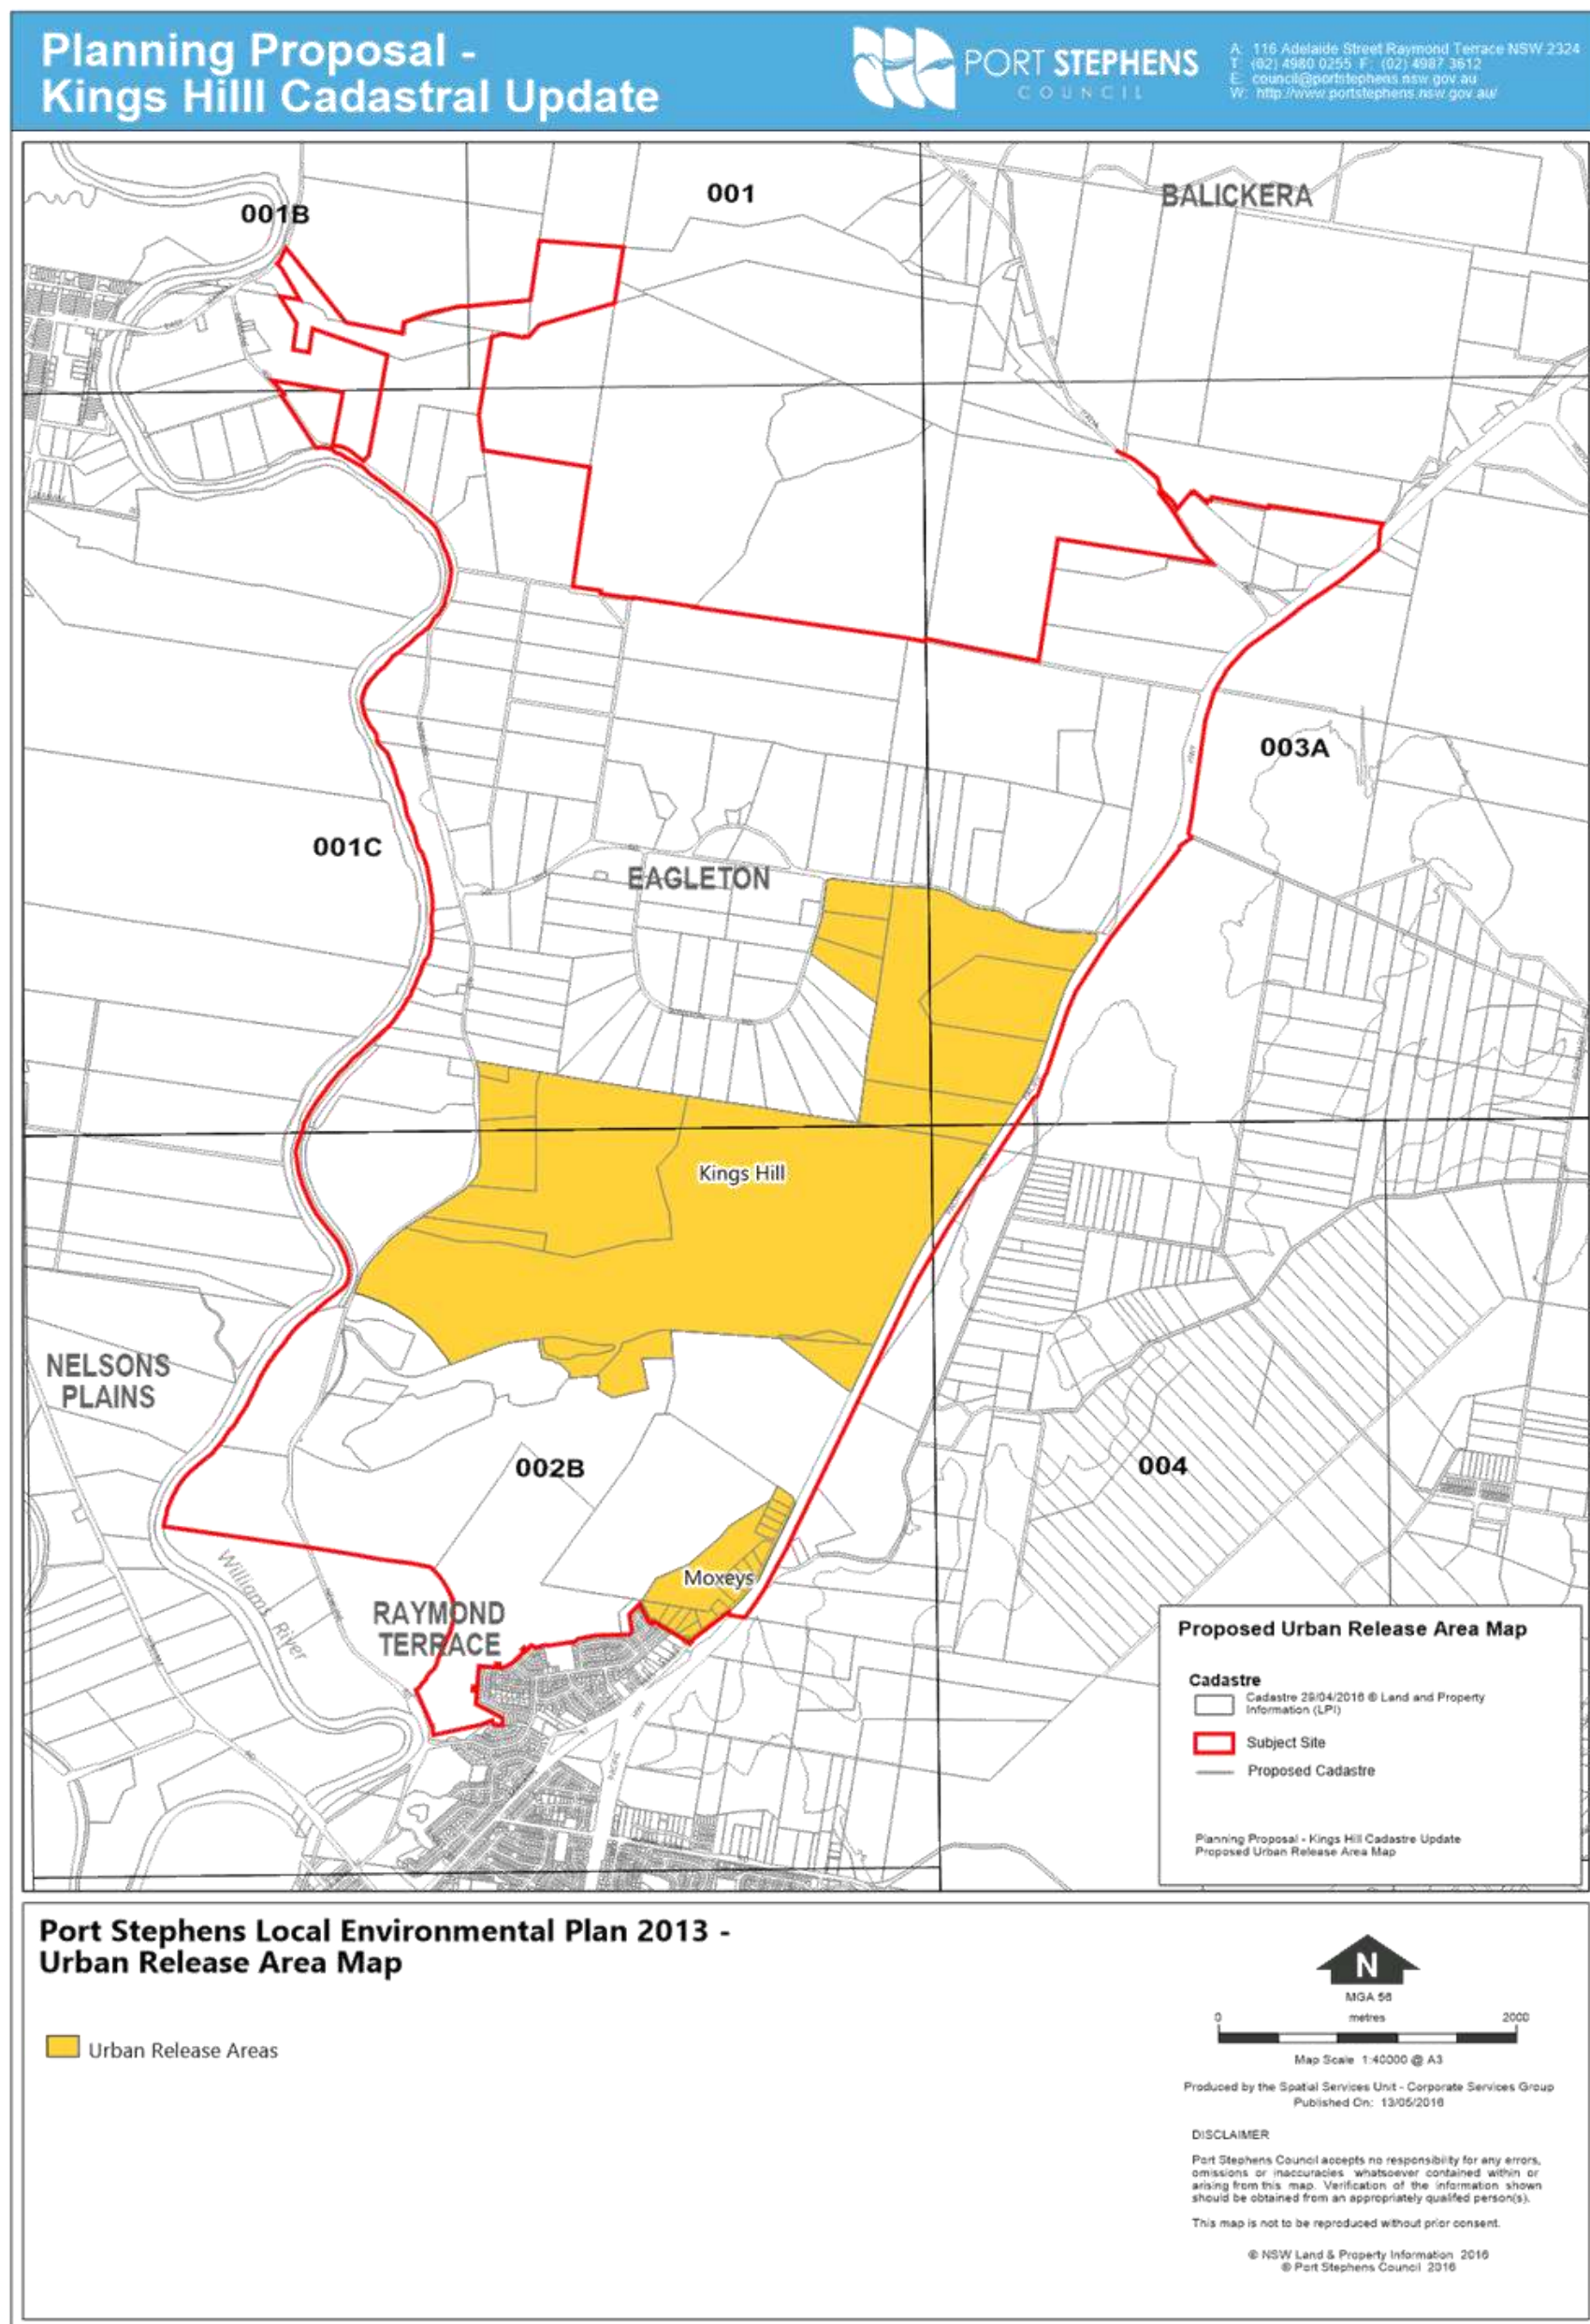 Planning Proposal -
Kings Hilll Cadastral Update
PORT STEPHENS
COUNCIL
A: 116 Adelaide Street Raymond Terrace NSW 2324
T: (02) 4980 0255 F: (02) 4987 3612
E: council@portstephens.nsw.gov.au
W: http://www.portstephens.nsw.gov.au/
001B
001
BALICKERA
003A
001C
EAGLETON
Kings Hill
NELSONS
PLAINS
002B
004
Moxeys
Williams River
RAYMOND
TERRACE
Proposed Urban Release Area Map
Cadastre
Cadastre 29/04/2016 © Land and Property
Information (LPI)
Subject Site
Proposed Cadastre
Planning Proposal - Kings Hill Cadastre Update
Proposed Urban Release Area Map
Port Stephens Local Environmental Plan 2013 -
Urban Release Area Map
Urban Release Areas
N
MGA 56
0 metres 2000
Map Scale 1:40000 @ A3
Produced by the Spatial Services Unit - Corporate Services Group
Published On: 13/05/2016
DISCLAIMER
Port Stephens Council accepts no responsibility for any errors,
omissions or inaccuracies whatsoever contained within or
arising from this map. Verification of the information shown
should be obtained from an appropriately qualifed person(s).
This map is not to be reproduced without prior consent.
© NSW Land & Property Information 2016
© Port Stephens Council 2016